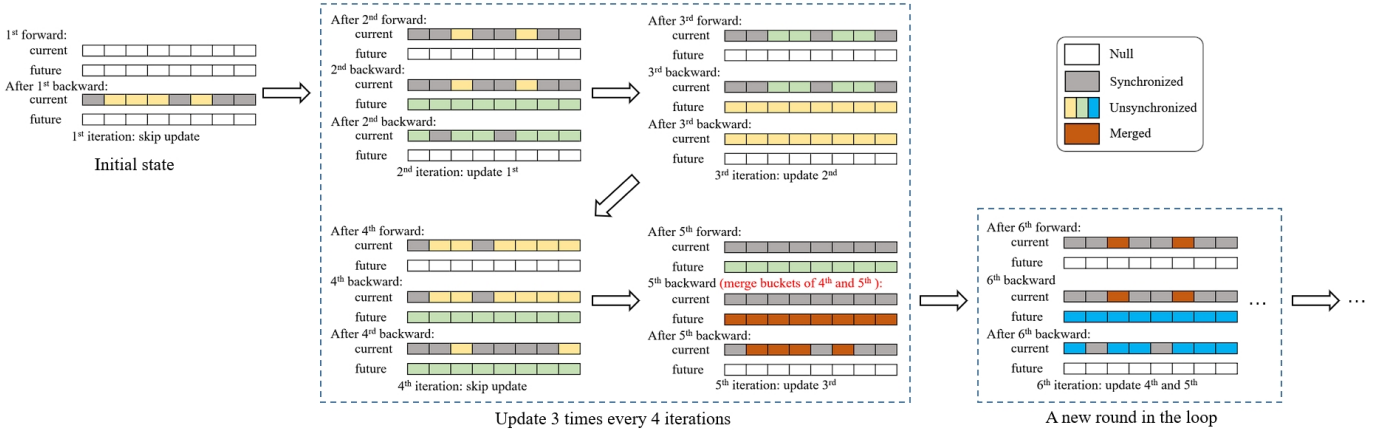 1st forward:
current
future
After 1st backward:
current
future
1st iteration: skip update
Initial state
After 2nd forward:
current
future
2nd backward:
current
future
After 2nd backward:
current
future
2nd iteration: update 1st
After 3rd forward:
current
future
3rd backward:
current
future
After 3rd backward:
current
future
3rd iteration: update 2nd
After 4th forward:
current
future
4th backward:
current
future
After 4rd backward:
current
future
4th iteration: skip update
After 5th forward:
current
future
5th backward (merge buckets of 4th and 5th ):
current
future
After 5th backward:
current
future
5th iteration: update 3rd
Update 3 times every 4 iterations
Null
Synchronized
Unsynchronized
Merged
After 6th forward:
current
future
6th backward
current
future
...
After 6th backward:
current
future
6th iteration: update 4th and 5th
A new round in the loop
...